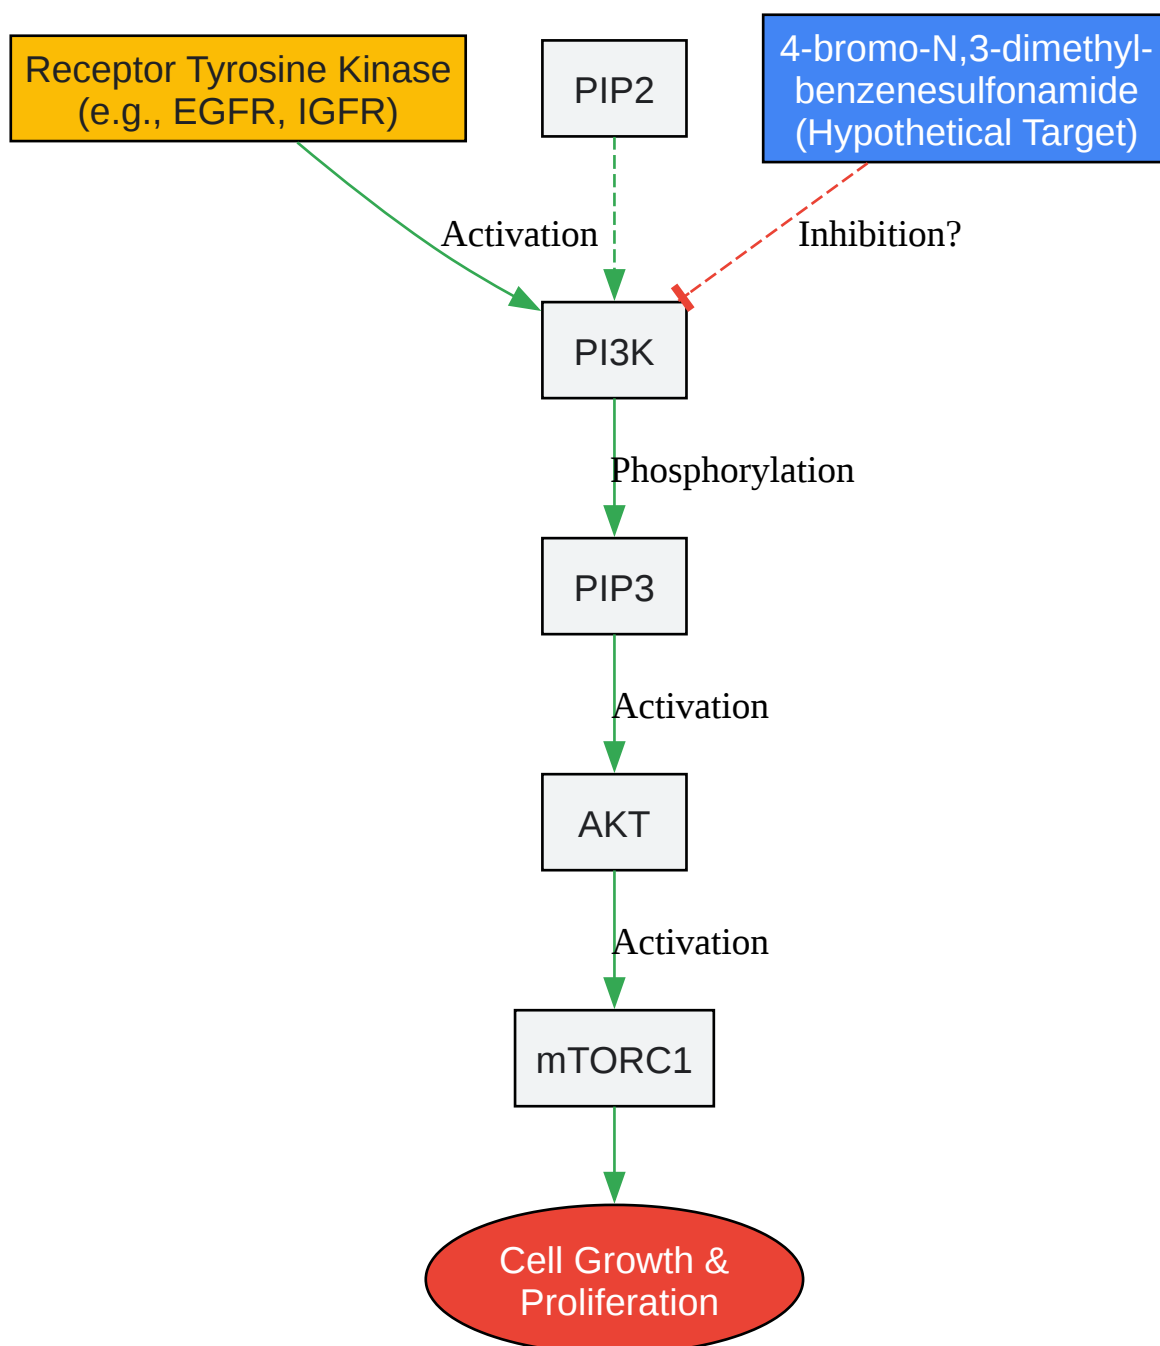 Receptor Tyrosine Kinase
(e.g., EGFR, IGFR)
PIP2
4-bromo-N,3-dimethyl-
benzenesulfonamide
(Hypothetical Target)
Activation
Inhibition?
PI3K
Phosphorylation
PIP3
Activation
AKT
Activation
mTORC1
Cell Growth &
Proliferation